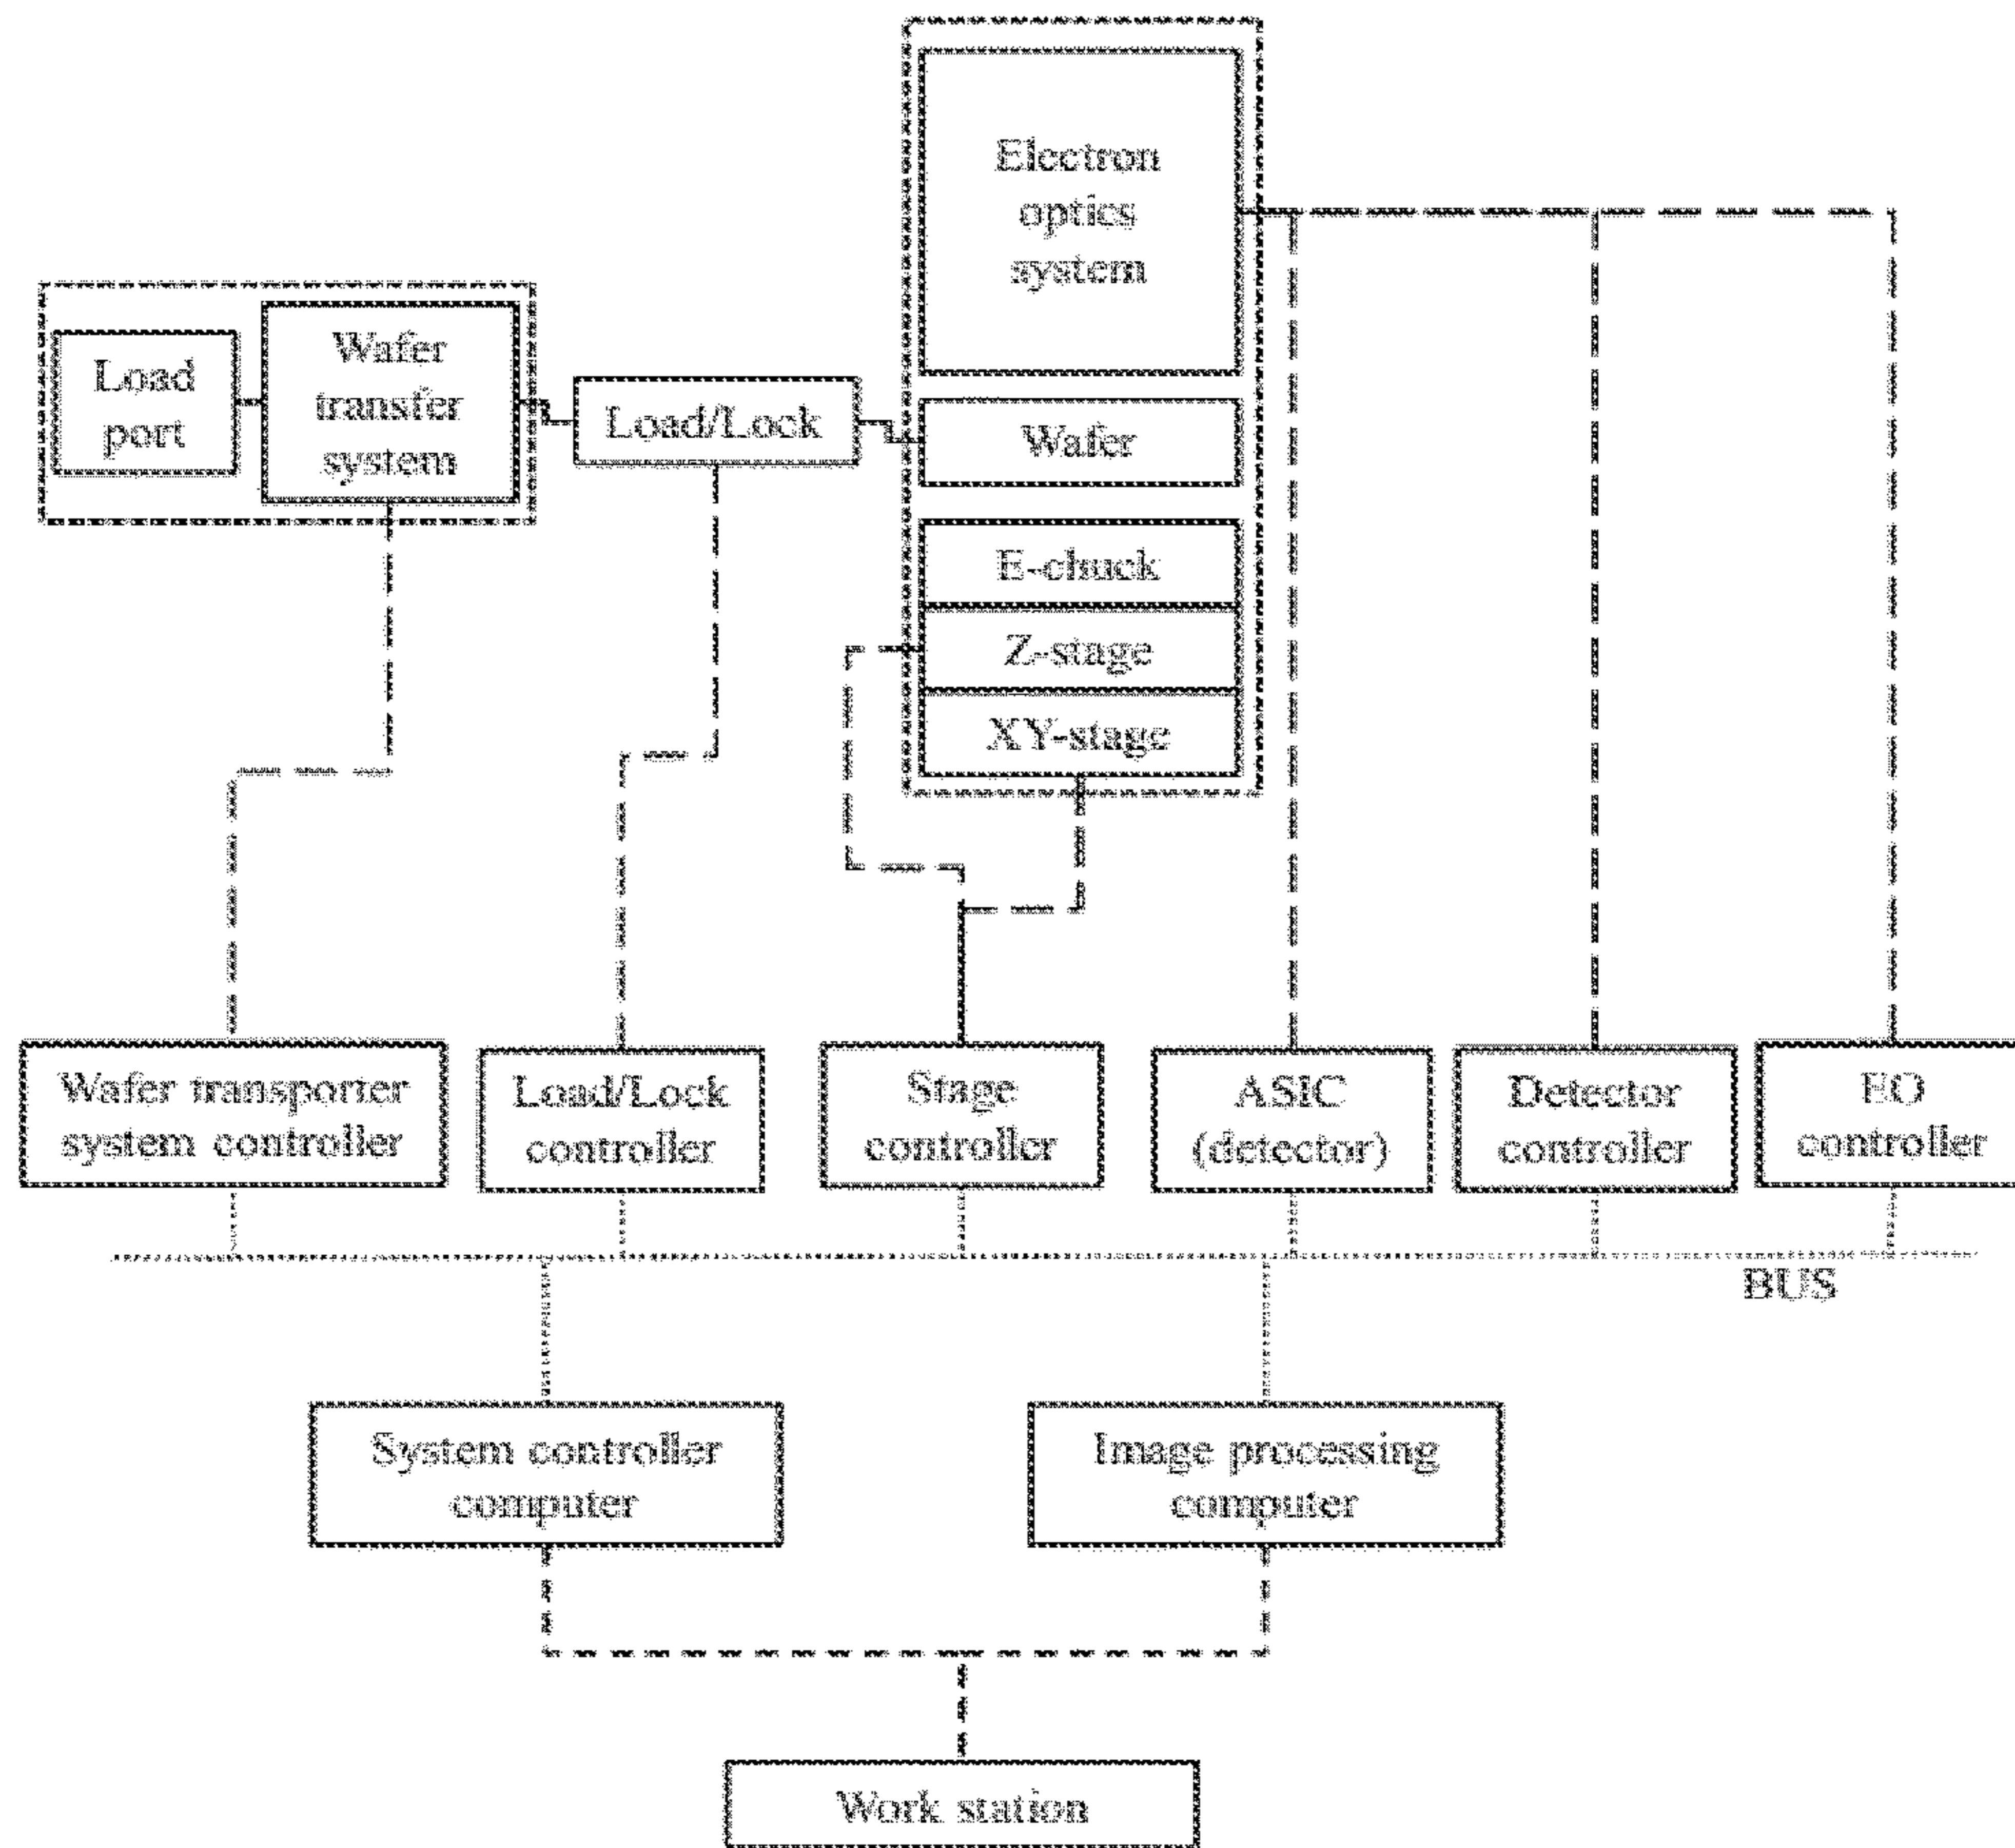 Electron
optics
system
Load
port
Wafer
transfer
system
Load/Lock
Wafer
E-chuck
Z-stage
XY-stage
Wafer transporter
system controller
Load/Lock
controller
Stage
controller
ASIC
(detector)
Detector
controller
EO
controller
BUS
System controller
computer
Image processing
computer
Work station